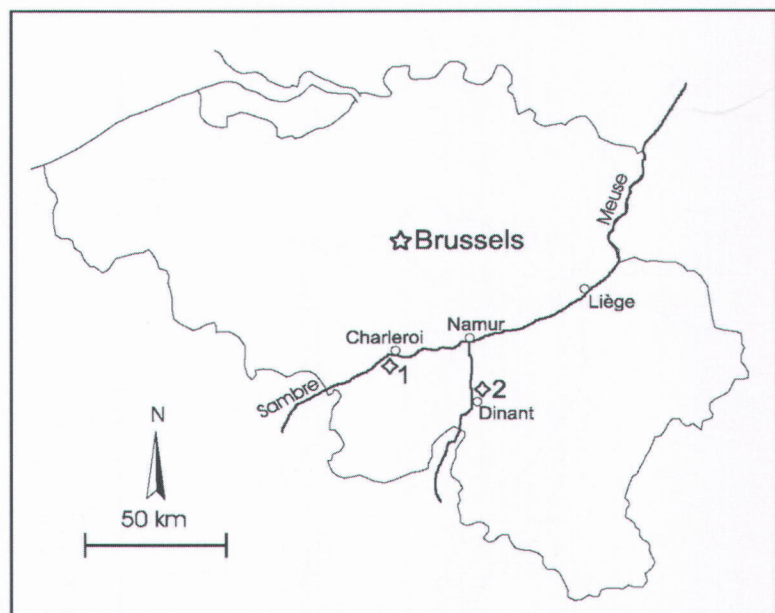 Meuse
Brussels
Liège
Namur
Charleroi
1
Sambre
2
Dinant
N
50 km